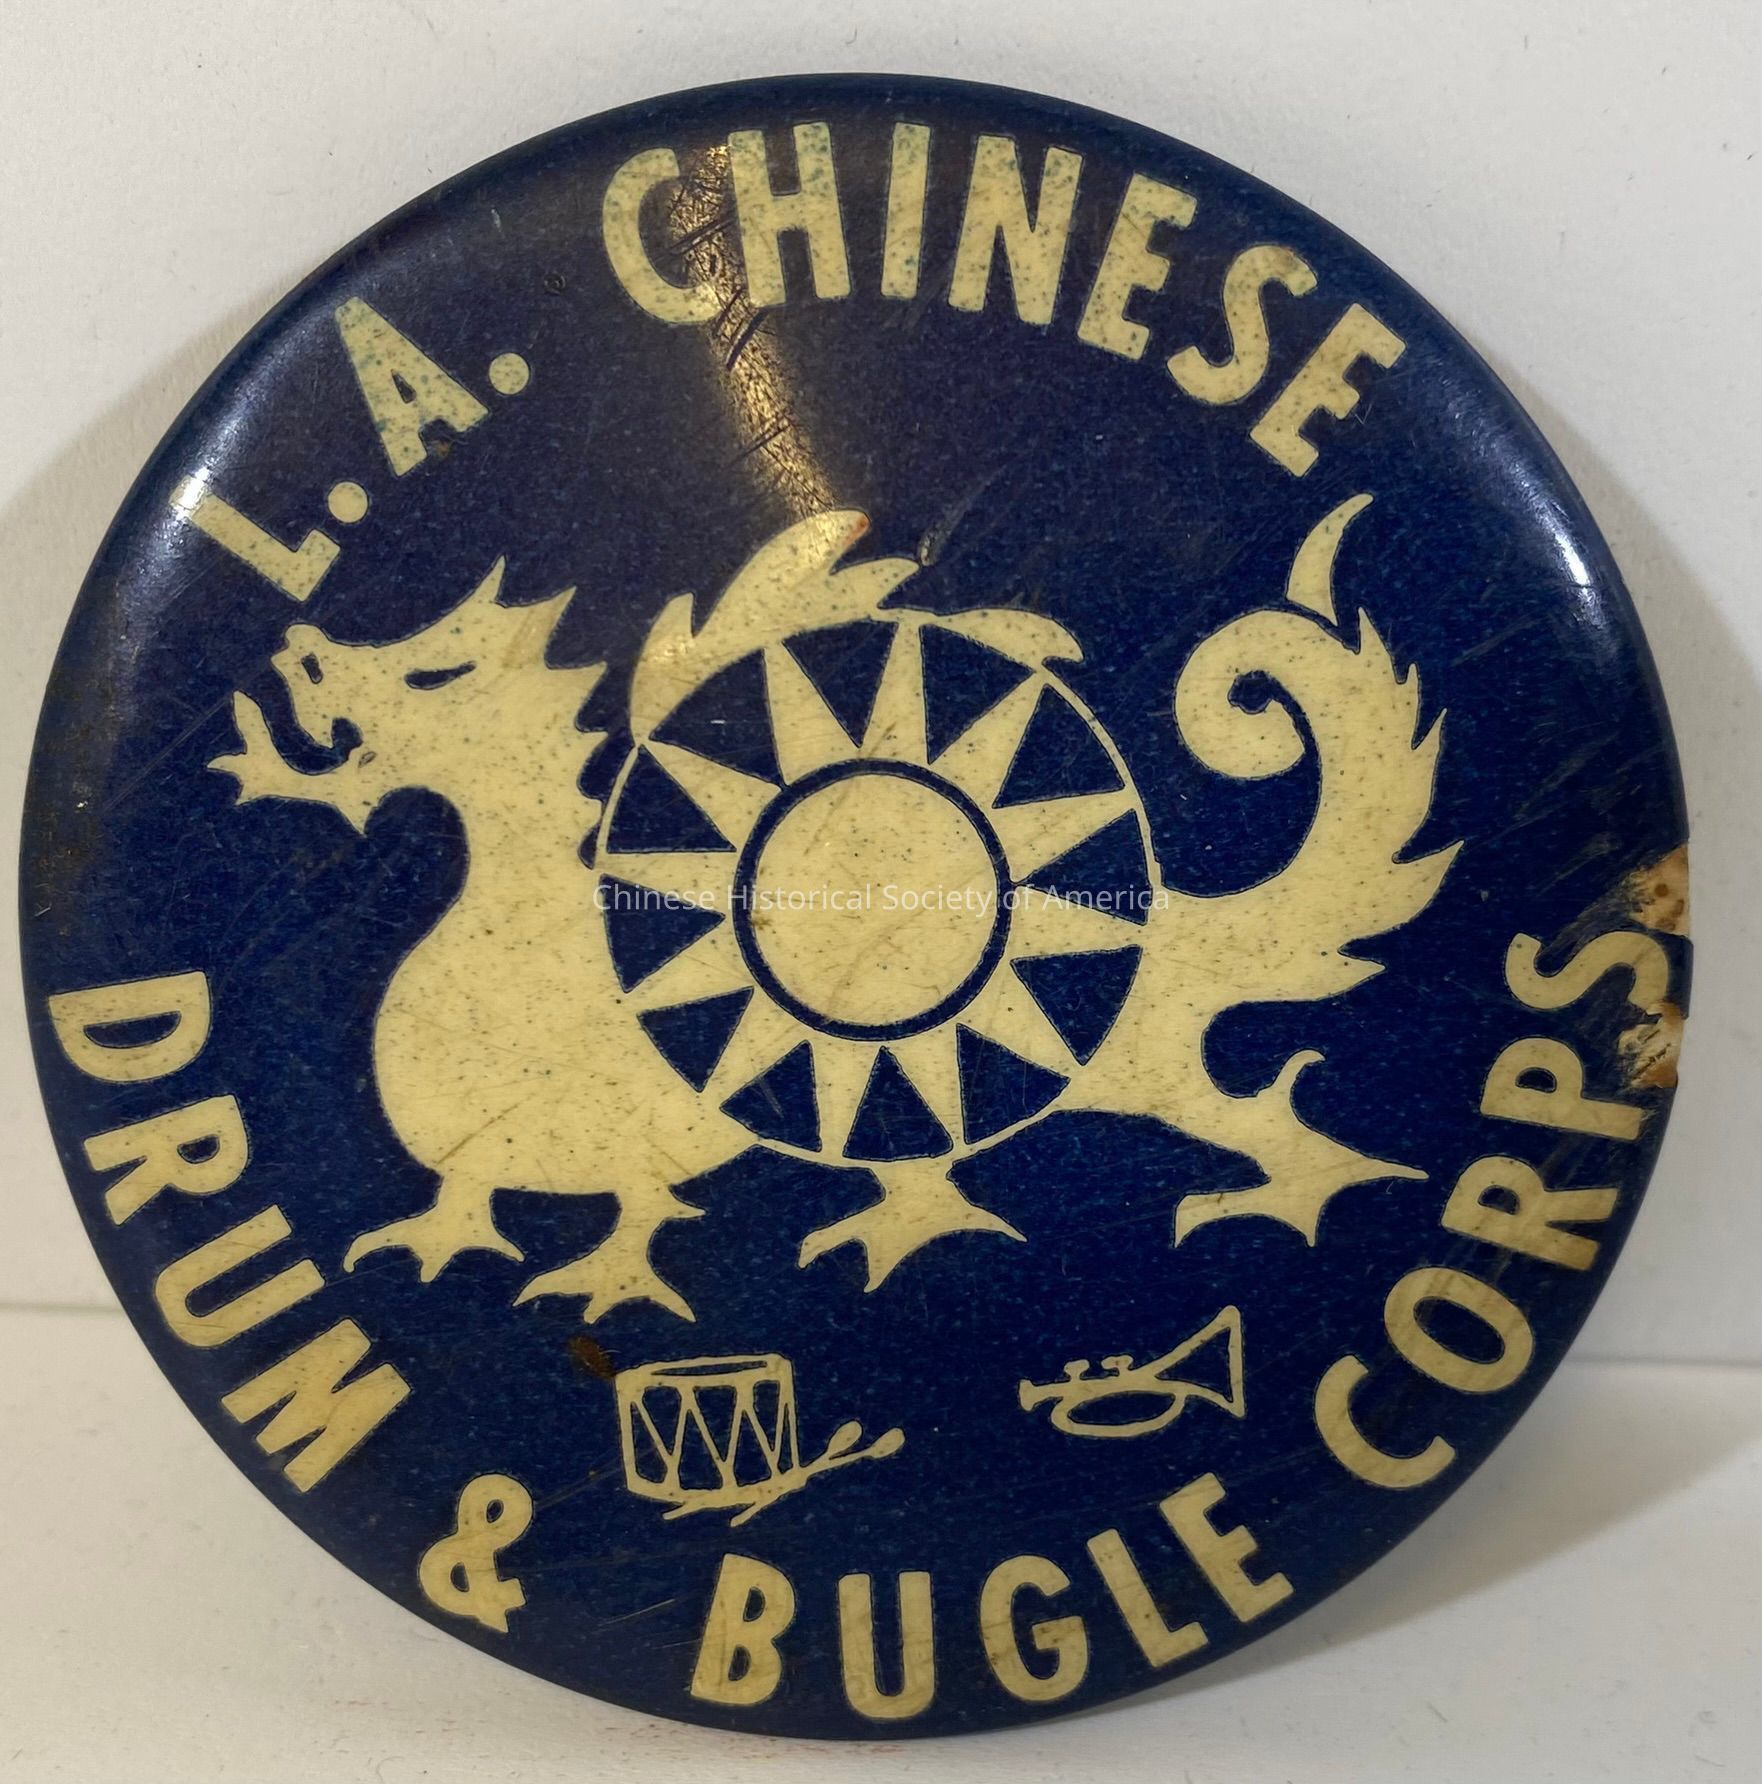 L.A. CHINESE
DRUM & BUGLE CORPS
Chinese Historical Society of America